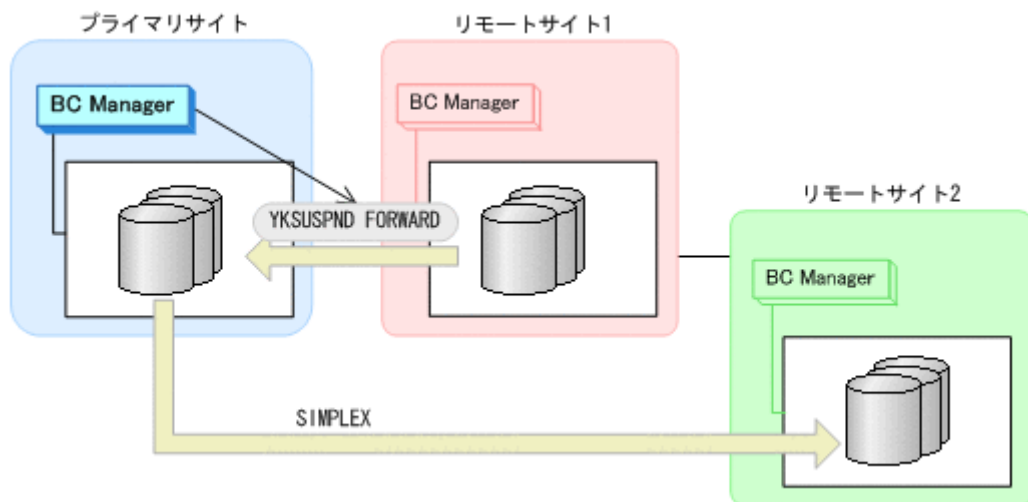 プライマリサイト
リモートサイト1
BC Manager
BC Manager
リモートサイト2
YKSUSPND FORWARD
BC Manager
SIMPLEX